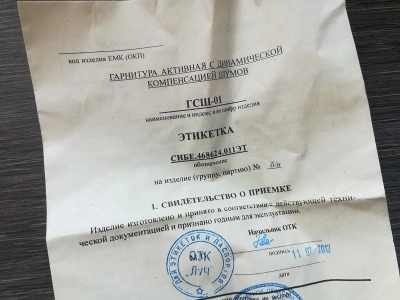 код изделия ЕМК (ОКП)
ГАРНИТУРА АКТИВНАЯ С ДИНАМИЧЕСКОЙ
КОМПЕНСАЦИЕЙ ШУМОВ
ГСШ-01
наименование и индекс или шифр изделия
ЭТИКЕТКА
СИБЕ.468624.011ЭТ
обозначение
на изделие (группу, партию) № б/н
1. СВИДЕТЕЛЬСТВО О ПРИЕМКЕ
Изделие изготовлено и принято в соответствии с действующей техни-
ческой документацией и признано годным для эксплуатации.
Начальник ОТК
подпись
11 07 2012
дата
ДЛЯ ЭТИКЕТОК И ПАСПОРТОВ
ОТК
"ЛУЧ"